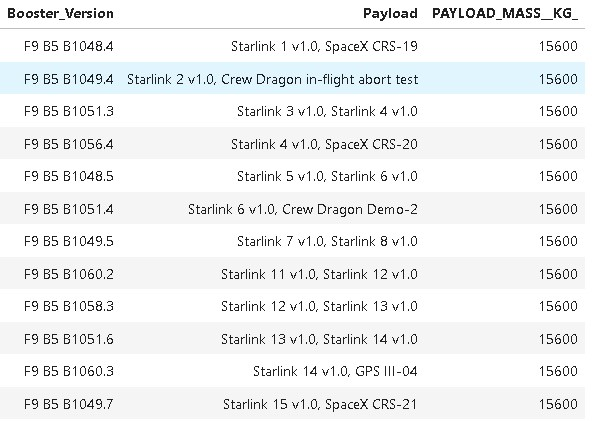 Booster_Version Payload PAYLOAD_MASS__KG_
F9 B5 B1048.4 Starlink 1 v1.0, SpaceX CRS-19 15600
F9 B5 B1049.4 Starlink 2 v1.0, Crew Dragon in-flight abort test 15600
F9 B5 B1051.3 Starlink 3 v1.0, Starlink 4 v1.0 15600
F9 B5 B1056.4 Starlink 4 v1.0, SpaceX CRS-20 15600
F9 B5 B1048.5 Starlink 5 v1.0, Starlink 6 v1.0 15600
F9 B5 B1051.4 Starlink 6 v1.0, Crew Dragon Demo-2 15600
F9 B5 B1049.5 Starlink 7 v1.0, Starlink 8 v1.0 15600
F9 B5 B1060.2 Starlink 11 v1.0, Starlink 12 v1.0 15600
F9 B5 B1058.3 Starlink 12 v1.0, Starlink 13 v1.0 15600
F9 B5 B1051.6 Starlink 13 v1.0, Starlink 14 v1.0 15600
F9 B5 B1060.3 Starlink 14 v1.0, GPS III-04 15600
F9 B5 B1049.7 Starlink 15 v1.0, SpaceX CRS-21 15600